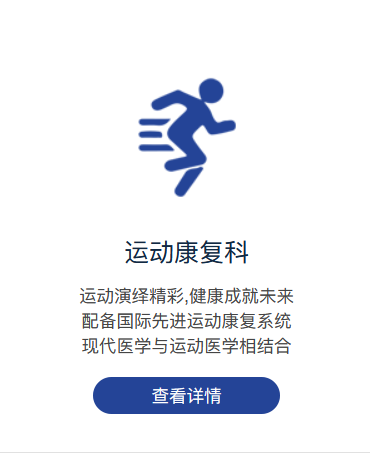 运动康复科
运动演绎精彩,健康成就未来
配备国际先进运动康复系统
现代医学与运动医学相结合
查看详情